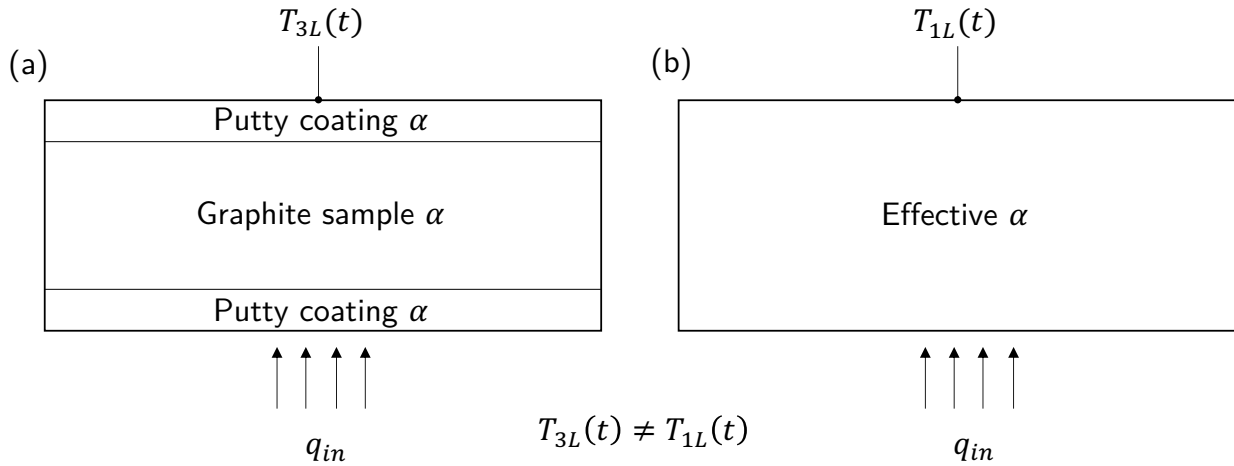 (a)
T_{3L}(t)
Putty coating α
Graphite sample α
Putty coating α
q_{in}
(b)
T_{1L}(t)
Effective α
q_{in}
T_{3L}(t) ≠ T_{1L}(t)